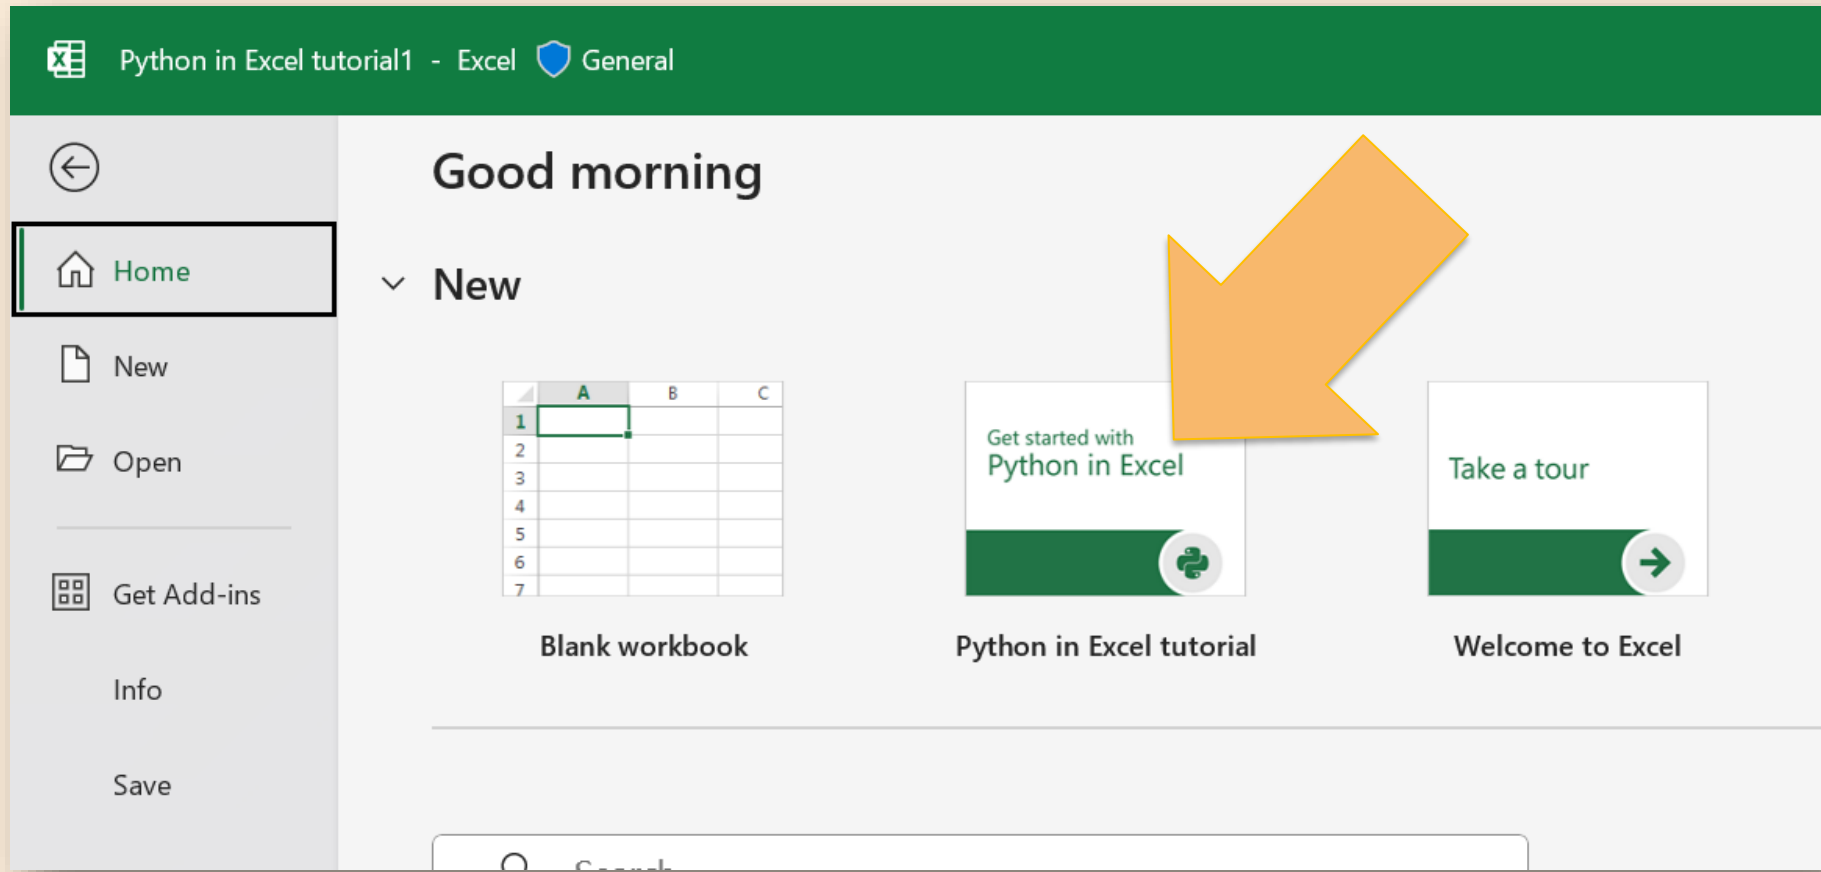 Python in Excel tutorial1 - Excel General
Good morning
Home
New
New
Open
Get Add-ins
Info
Save
A B C
1
2
3
4
5
6
7
Blank workbook
Get started with
Python in Excel
Python in Excel tutorial
Take a tour
Welcome to Excel
Search